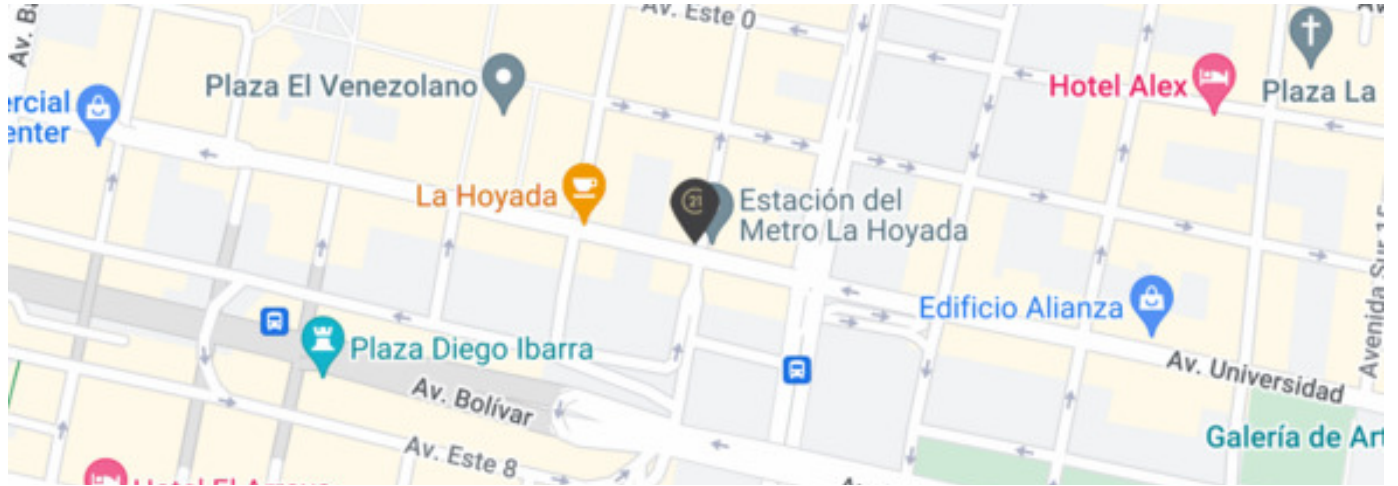 Av. Este 0
Plaza El Venezolano
Hotel Alex
Plaza La
enter
La Hoyada
21
Estación del
Metro La Hoyada
Edificio Alianza
Plaza Diego Ibarra
Av. Universidad
Av. Bolívar
Av. Este 8
Galería de Art